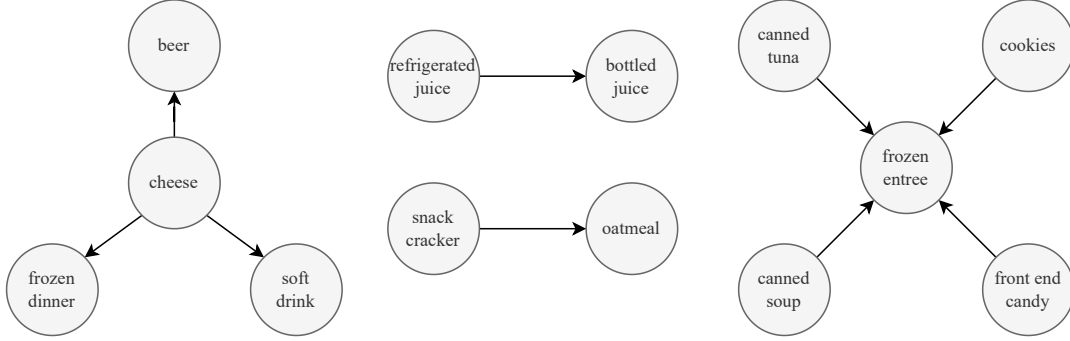 beer
cheese
frozen
dinner
soft
drink
refrigerated
juice
bottled
juice
snack
cracker
oatmeal
canned
tuna
cookies
frozen
entree
canned
soup
front end
candy